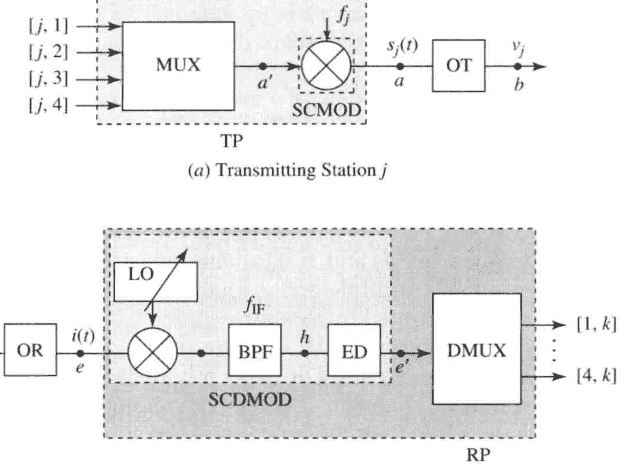 [j, 1]
[j, 2]
[j, 3]
[j, 4]
MUX
a'
f_j
SCMOD
s_j(t)
a
OT
v_j
b
TP
(a) Transmitting Station j
LO
OR
i(t)
e
f_IF
BPF
h
ED
e'
SCDMOD
DMUX
[1, k]
[4, k]
RP